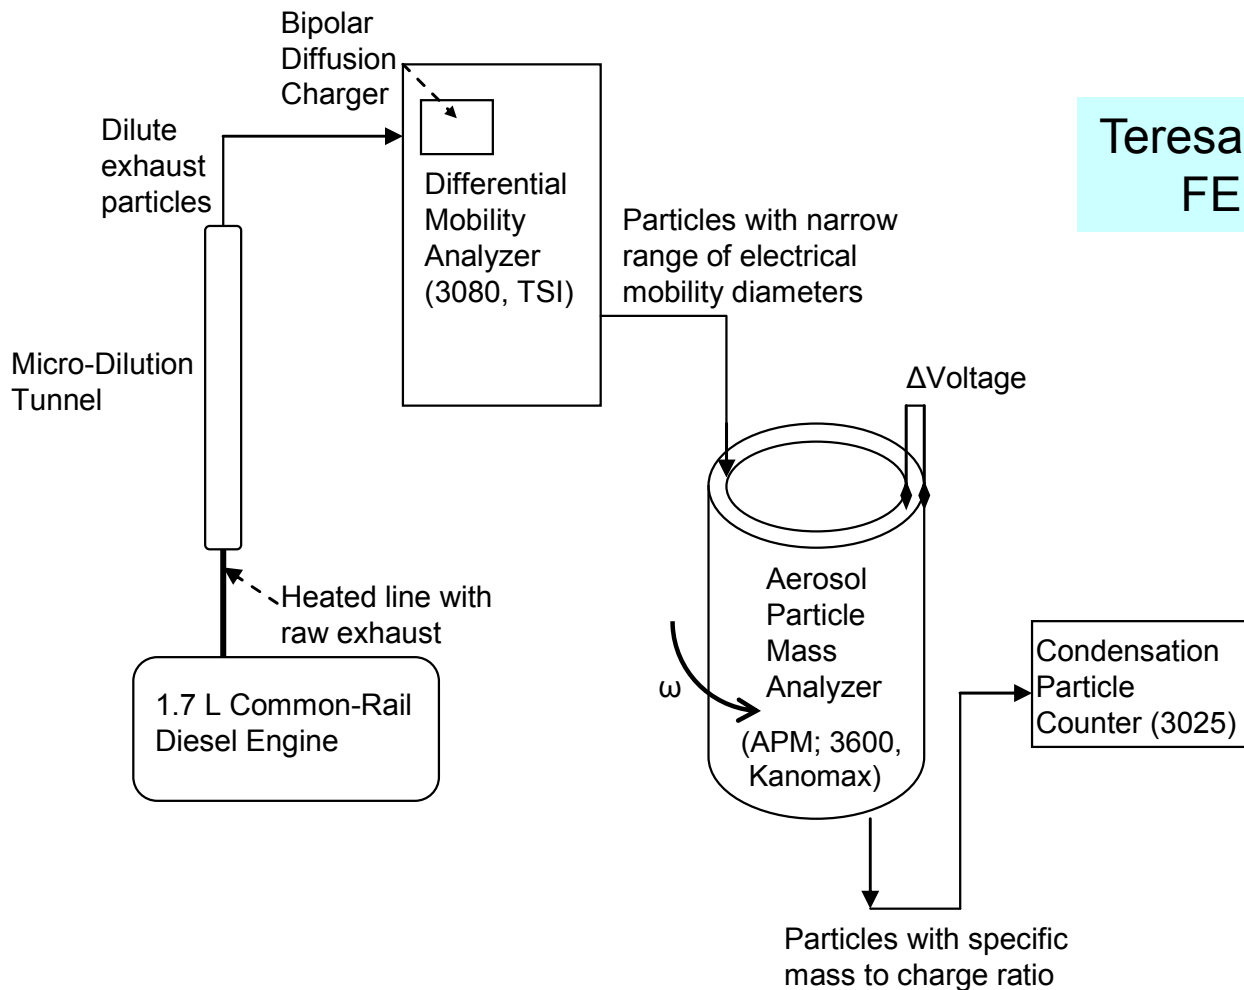 Bipolar
Diffusion
Charger
Dilute
exhaust
particles
Differential
Mobility
Analyzer
(3080, TSI)
Particles with narrow
range of electrical
mobility diameters
Teresa
FE
Micro-Dilution
Tunnel
ΔVoltage
Heated line with
raw exhaust
1.7 L Common-Rail
Diesel Engine
ω
Aerosol
Particle
Mass
Analyzer
(APM; 3600,
Kanomax)
Condensation
Particle
Counter (3025)
Particles with specific
mass to charge ratio